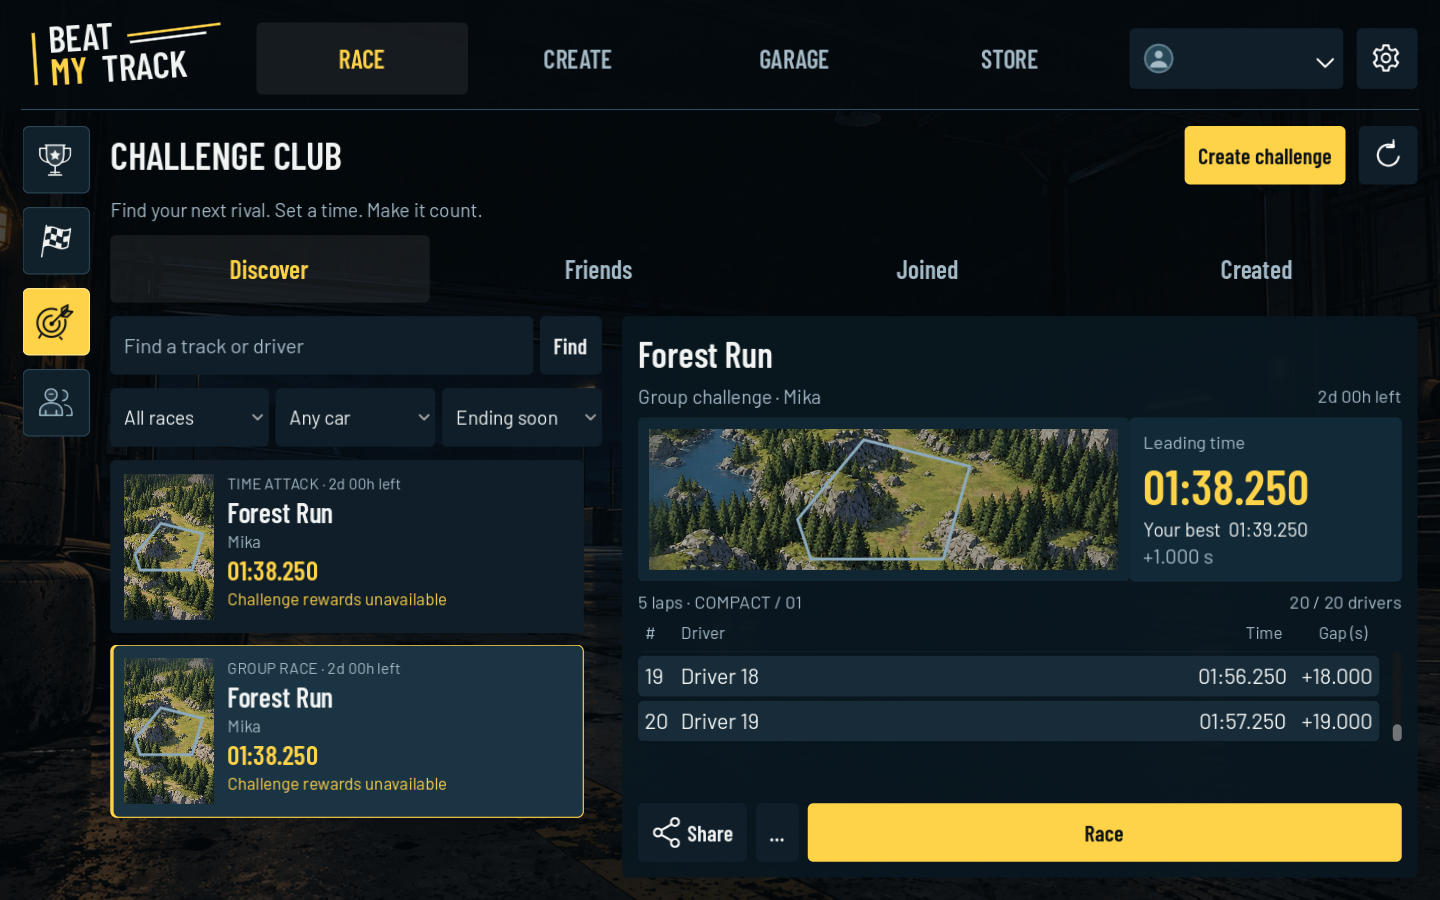 BEAT
MY TRACK
RACE
CREATE
GARAGE
STORE
CHALLENGE CLUB
Create challenge
Find your next rival. Set a time. Make it count.
Discover
Friends
Joined
Created
Find a track or driver
Find
All races
Any car
Ending soon
TIME ATTACK · 2d 00h left
Forest Run
Mika
01:38.250
Challenge rewards unavailable
GROUP RACE · 2d 00h left
Forest Run
Mika
01:38.250
Challenge rewards unavailable
Forest Run
Group challenge · Mika
2d 00h left
Leading time
01:38.250
Your best 01:39.250
+1.000 s
5 laps · COMPACT / 01
20 / 20 drivers
# Driver Time Gap (s)
19 Driver 18 01:56.250 +18.000
20 Driver 19 01:57.250 +19.000
Share
...
Race